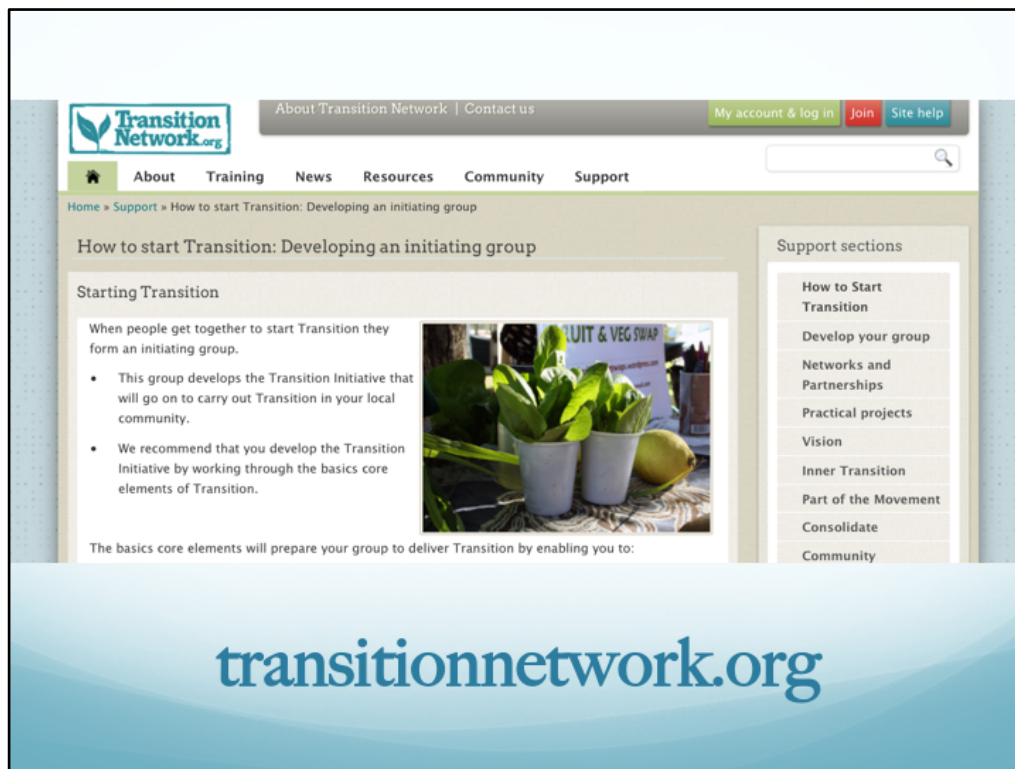 Transition
Network.org
About Transition Network | Contact us
My account & log in
Join
Site help
About
Training
News
Resources
Community
Support
Home » Support » How to start Transition: Developing an initiating group
How to start Transition: Developing an initiating group
Starting Transition
When people get together to start Transition they
form an initiating group.
• This group develops the Transition Initiative that
will go on to carry out Transition in your local
community.
• We recommend that you develop the Transition
Initiative by working through the basics core
elements of Transition.
UIT & VEG SWAP
The basics core elements will prepare your group to deliver Transition by enabling you to:
Support sections
How to Start
Transition
Develop your group
Networks and
Partnerships
Practical projects
Vision
Inner Transition
Part of the Movement
Consolidate
Community
transitionnetwork.org